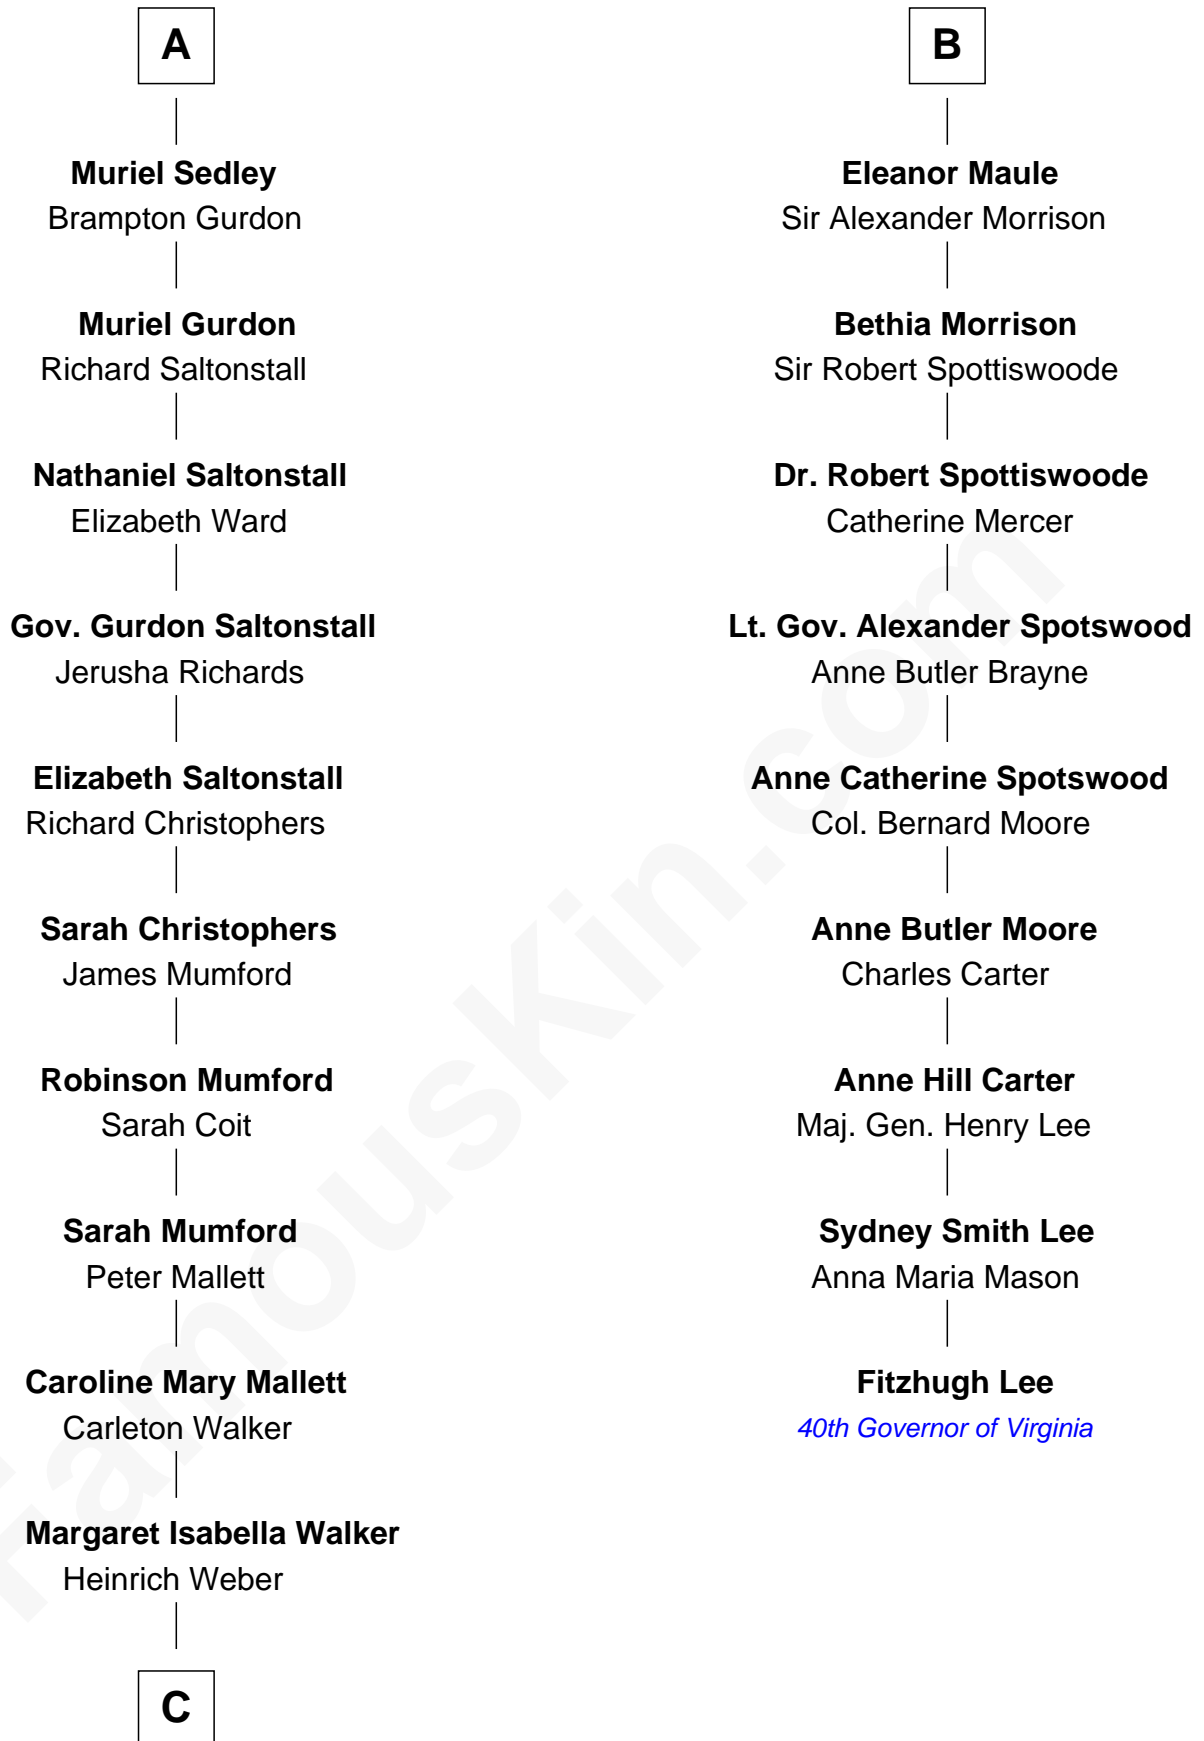 A
Muriel Sedley
Brampton Gurdon
Muriel Gurdon
Richard Saltonstall
Nathaniel Saltonstall
Elizabeth Ward
Gov. Gurdon Saltonstall
Jerusha Richards
Elizabeth Saltonstall
Richard Christophers
Sarah Christophers
James Mumford
Robinson Mumford
Sarah Coit
Sarah Mumford
Peter Mallett
Caroline Mary Mallett
Carleton Walker
Margaret Isabella Walker
Heinrich Weber
C
B
Eleanor Maule
Sir Alexander Morrison
Bethia Morrison
Sir Robert Spottiswoode
Dr. Robert Spottiswoode
Catherine Mercer
Lt. Gov. Alexander Spotswood
Anne Butler Brayne
Anne Catherine Spotswood
Col. Bernard Moore
Anne Butler Moore
Charles Carter
Anne Hill Carter
Maj. Gen. Henry Lee
Sydney Smith Lee
Anna Maria Mason
Fitzhugh Lee
40th Governor of Virginia
FamousKin.com